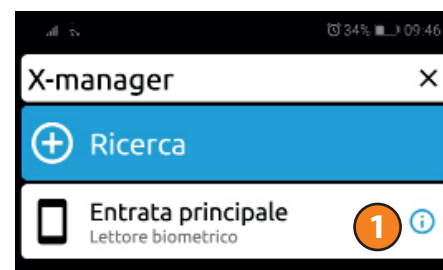 34% 09:46
X-manager
Ricerca
Entrata principale
Lettore biometrico
1